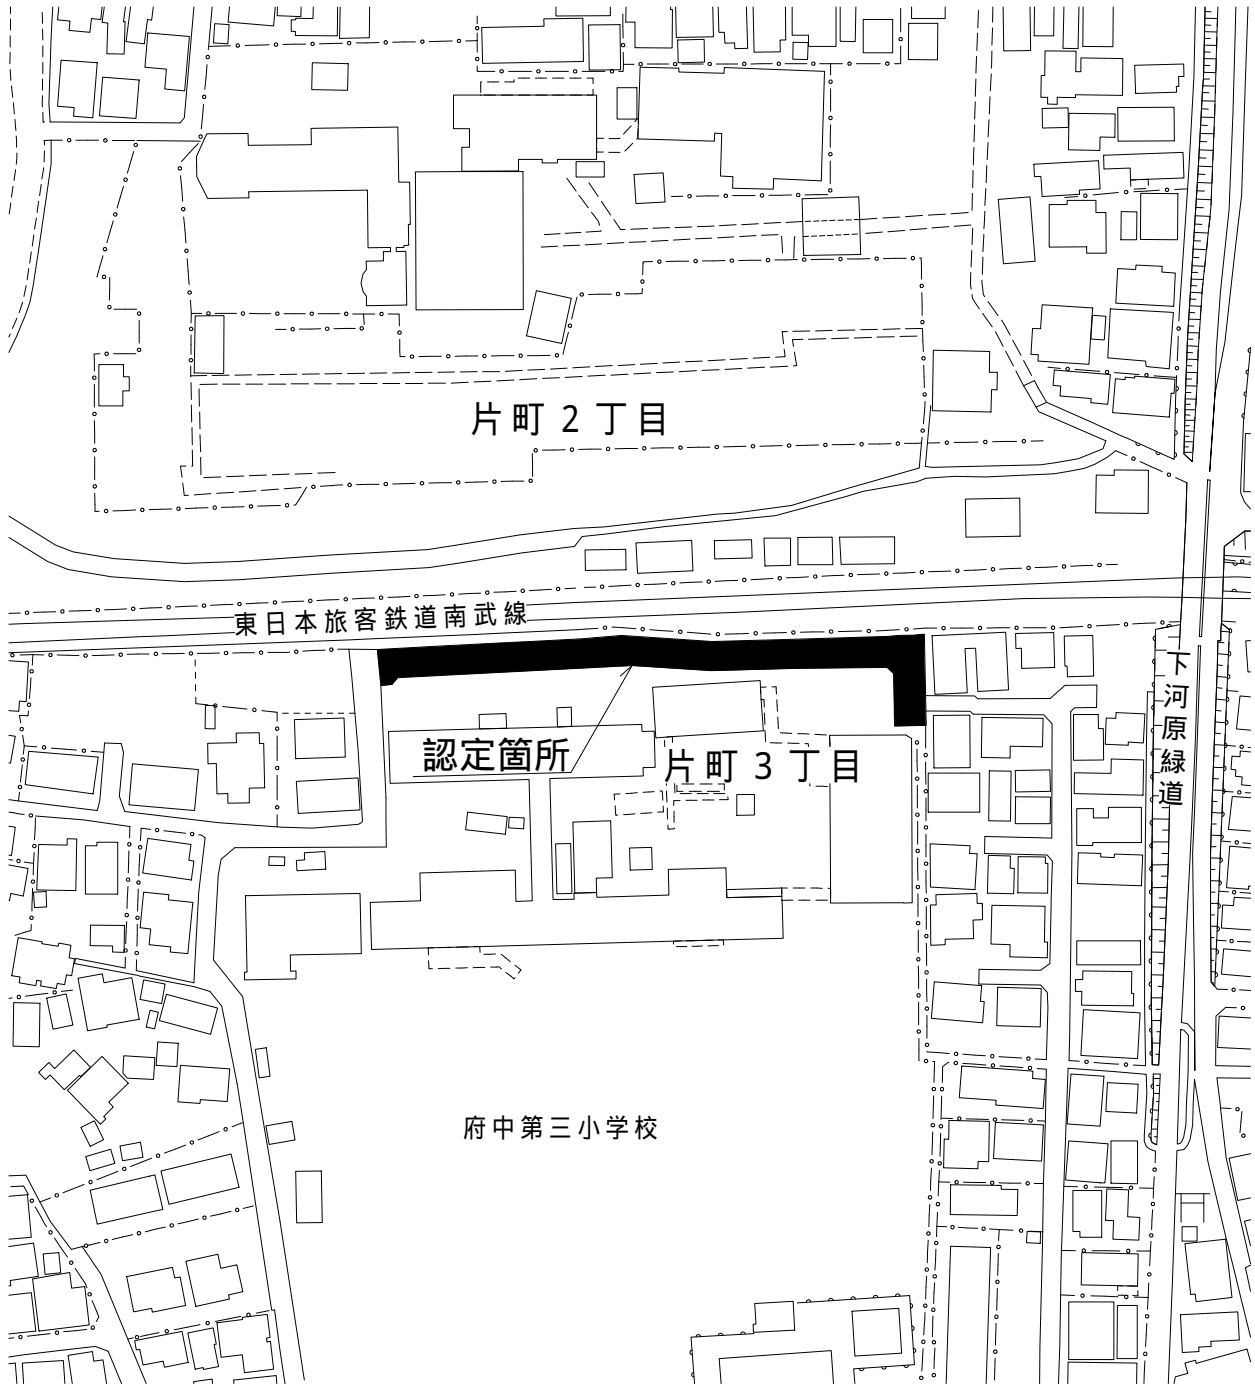 片町2丁目
東日本旅客鉄道南武線
下河原緑道
認定箇所
片町3丁目
府中第三小学校